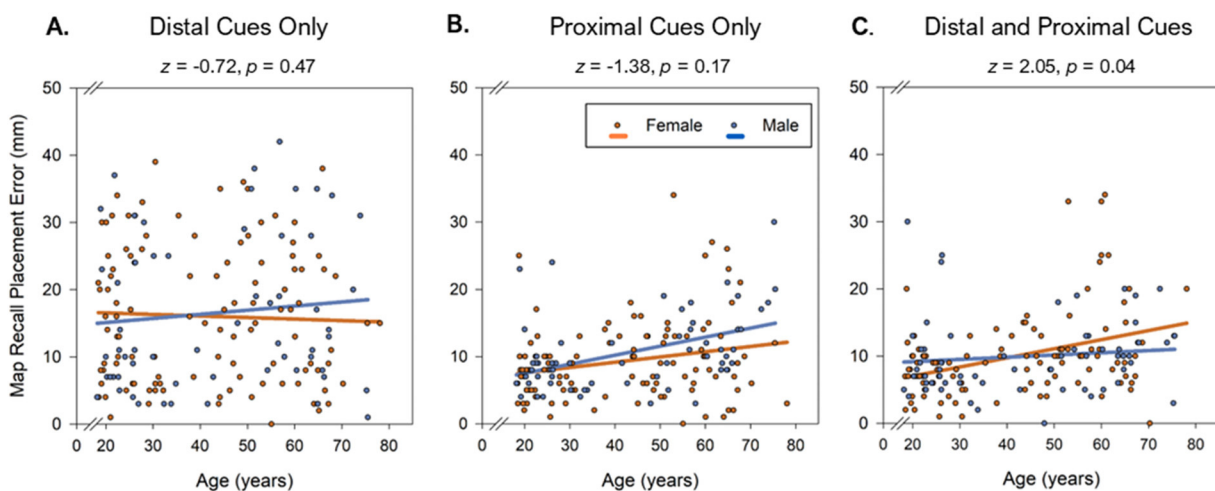 A. Distal Cues Only
z = -0.72, p = 0.47
B. Proximal Cues Only
z = -1.38, p = 0.17
C. Distal and Proximal Cues
z = 2.05, p = 0.04
Map Recall Placement Error (mm)
50
40
30
20
10
0
0 20 30 40 50 60 70 80
Age (years)
50
40
30
20
10
0
0 20 30 40 50 60 70 80
Age (years)
Female Male
50
40
30
20
10
0
0 20 30 40 50 60 70 80
Age (years)